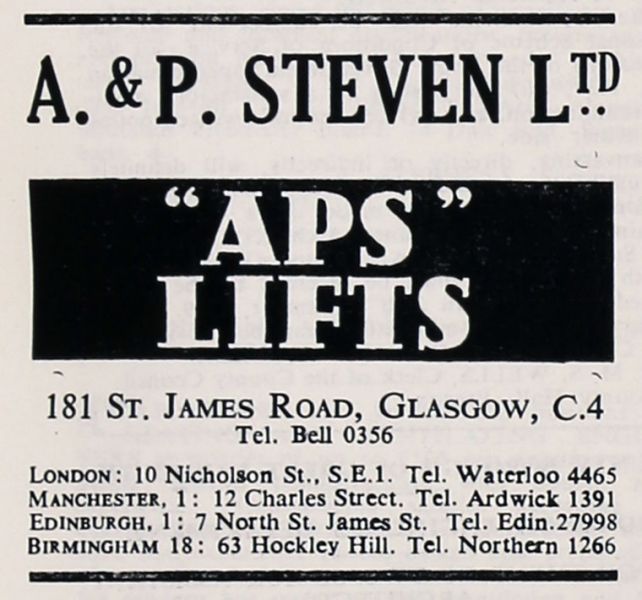 A. & P. STEVEN LTD
"APS"
LIFTS
181 ST. JAMES ROAD, GLASGOW, C.4
Tel. Bell 0356
LONDON: 10 Nicholson St., S.E.1. Tel. Waterloo 4465
MANCHESTER, 1: 12 Charles Street. Tel. Ardwick 1391
EDINBURGH, 1: 7 North St. James St. Tel. Edin.27998
BIRMINGHAM 18: 63 Hockley Hill. Tel. Northern 1266